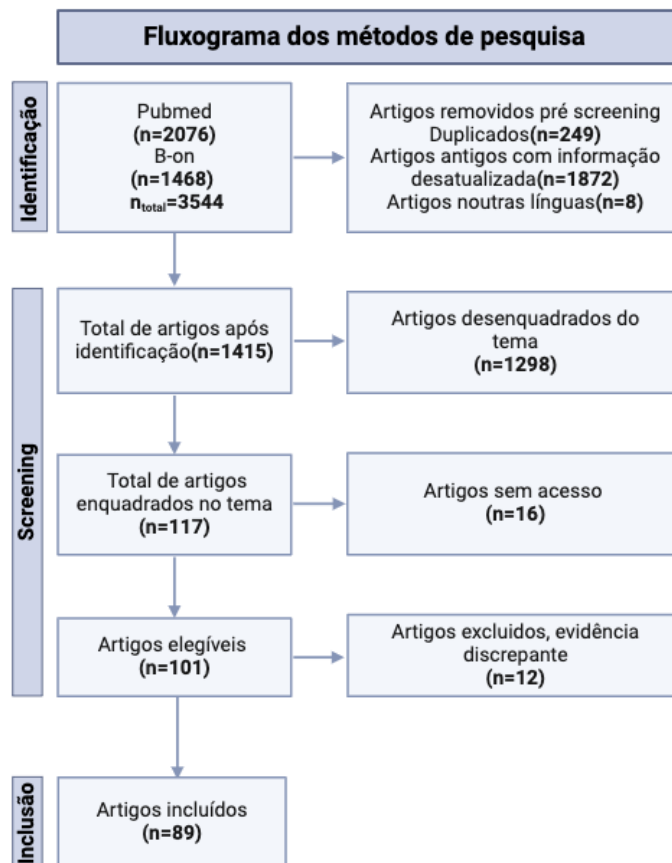 Fluxograma dos métodos de pesquisa
Identificação
Pubmed
(n=2076)
B-on
(n=1468)
ntotal=3544
Artigos removidos pré screening
Duplicados(n=249)
Artigos antigos com informação
desatualizada(n=1872)
Artigos noutras línguas(n=8)
Screening
Total de artigos após
identificação(n=1415)
Artigos desenquadrados do
tema
(n=1298)
Total de artigos
enquadrados no tema
(n=117)
Artigos sem acesso
(n=16)
Artigos elegíveis
(n=101)
Artigos excluidos, evidência
discrepante
(n=12)
Inclusão
Artigos incluídos
(n=89)